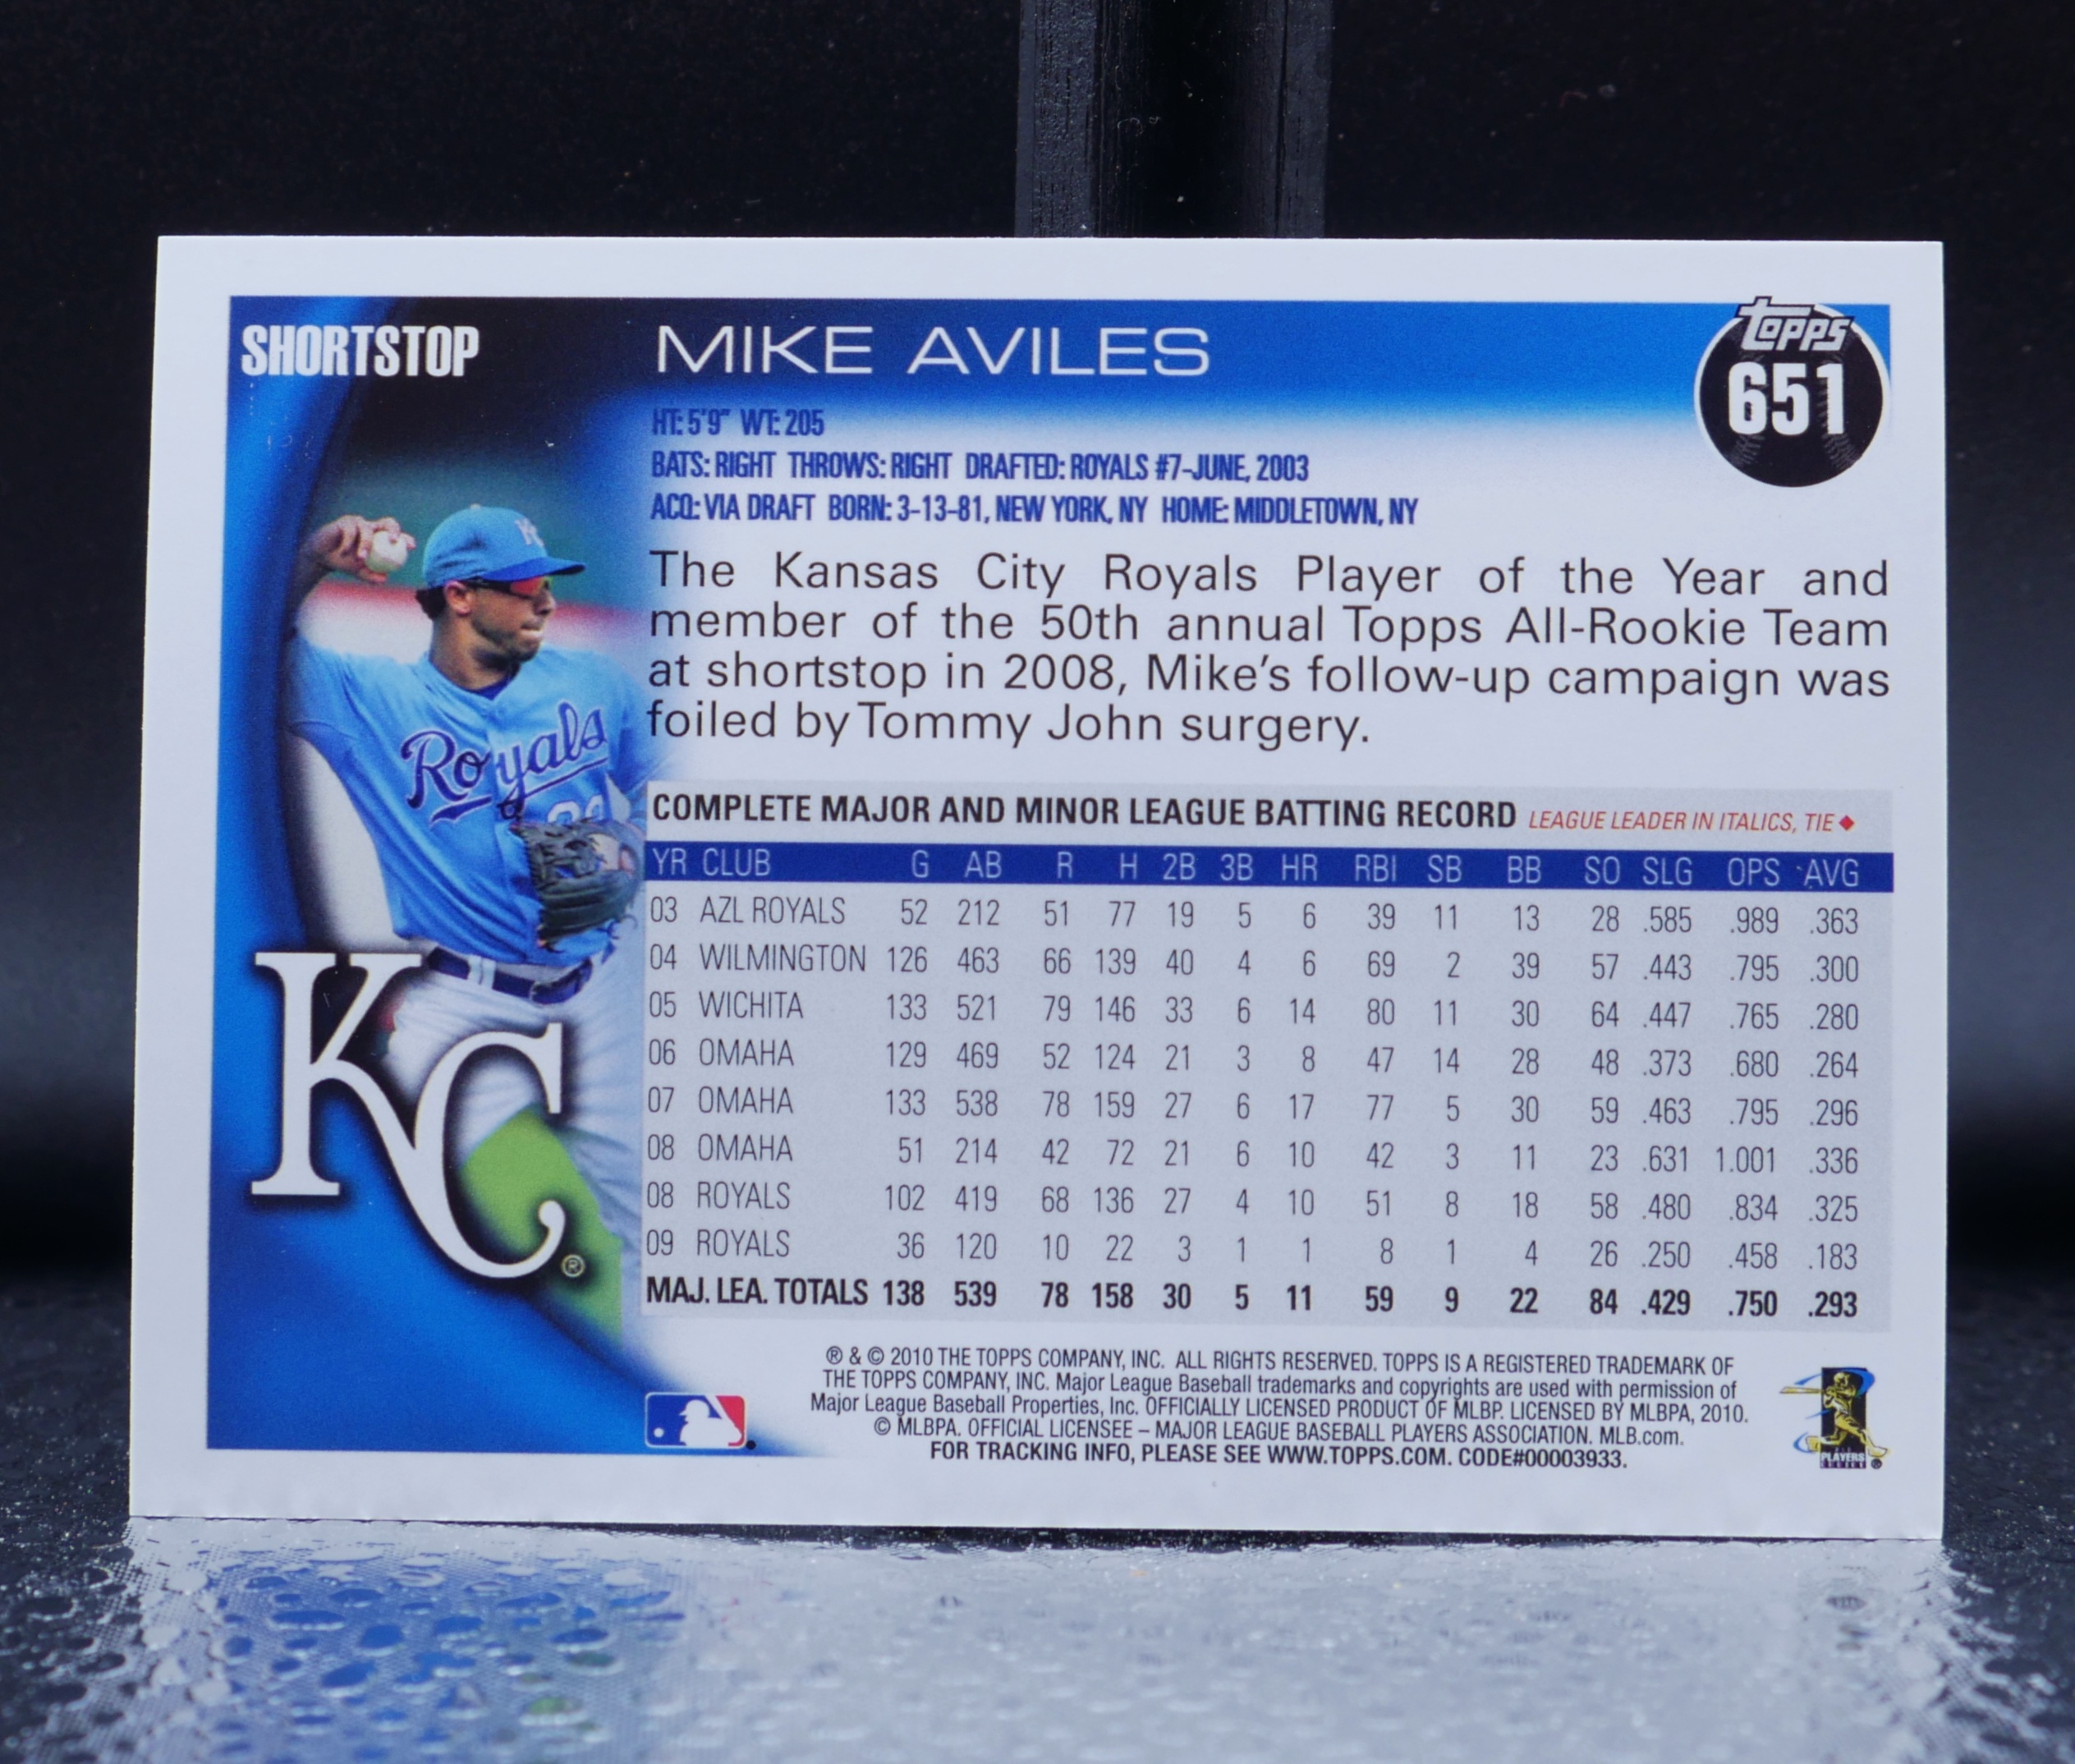 SHORTSTOP MIKE AVILES
TOPPS
651
HT: 5'9" WT: 205
BATS: RIGHT THROWS: RIGHT DRAFTED: ROYALS #7-JUNE, 2003
ACQ: VIA DRAFT BORN: 3-13-81, NEW YORK, NY HOME: MIDDLETOWN, NY
The Kansas City Royals Player of the Year and
member of the 50th annual Topps All-Rookie Team
at shortstop in 2008, Mike's follow-up campaign was
foiled by Tommy John surgery.
KC
Royals
KC ®
COMPLETE MAJOR AND MINOR LEAGUE BATTING RECORD LEAGUE LEADER IN ITALICS, TIE ◆
YR CLUB G AB R H 2B 3B HR RBI SB BB SO SLG OPS AVG
03 AZL ROYALS 52 212 51 77 19 5 6 39 11 13 28 .585 .989 .363
04 WILMINGTON 126 463 66 139 40 4 6 69 2 39 57 .443 .795 .300
05 WICHITA 133 521 79 146 33 6 14 80 11 30 64 .447 .765 .280
06 OMAHA 129 469 52 124 21 3 8 47 14 28 48 .373 .680 .264
07 OMAHA 133 538 78 159 27 6 17 77 5 30 59 .463 .795 .296
08 OMAHA 51 214 42 72 21 6 10 42 3 11 23 .631 1.001 .336
08 ROYALS 102 419 68 136 27 4 10 51 8 18 58 .480 .834 .325
09 ROYALS 36 120 10 22 3 1 1 8 1 4 26 .250 .458 .183
MAJ. LEA. TOTALS 138 539 78 158 30 5 11 59 9 22 84 .429 .750 .293
® & © 2010 THE TOPPS COMPANY, INC. ALL RIGHTS RESERVED. TOPPS IS A REGISTERED TRADEMARK OF
THE TOPPS COMPANY, INC. Major League Baseball trademarks and copyrights are used with permission of
Major League Baseball Properties, Inc. OFFICIALLY LICENSED PRODUCT OF MLBP. LICENSED BY MLBPA, 2010.
© MLBPA. OFFICIAL LICENSEE – MAJOR LEAGUE BASEBALL PLAYERS ASSOCIATION. MLB.com.
FOR TRACKING INFO, PLEASE SEE WWW.TOPPS.COM. CODE#00003933.
PLAYERS
CHOICE ®